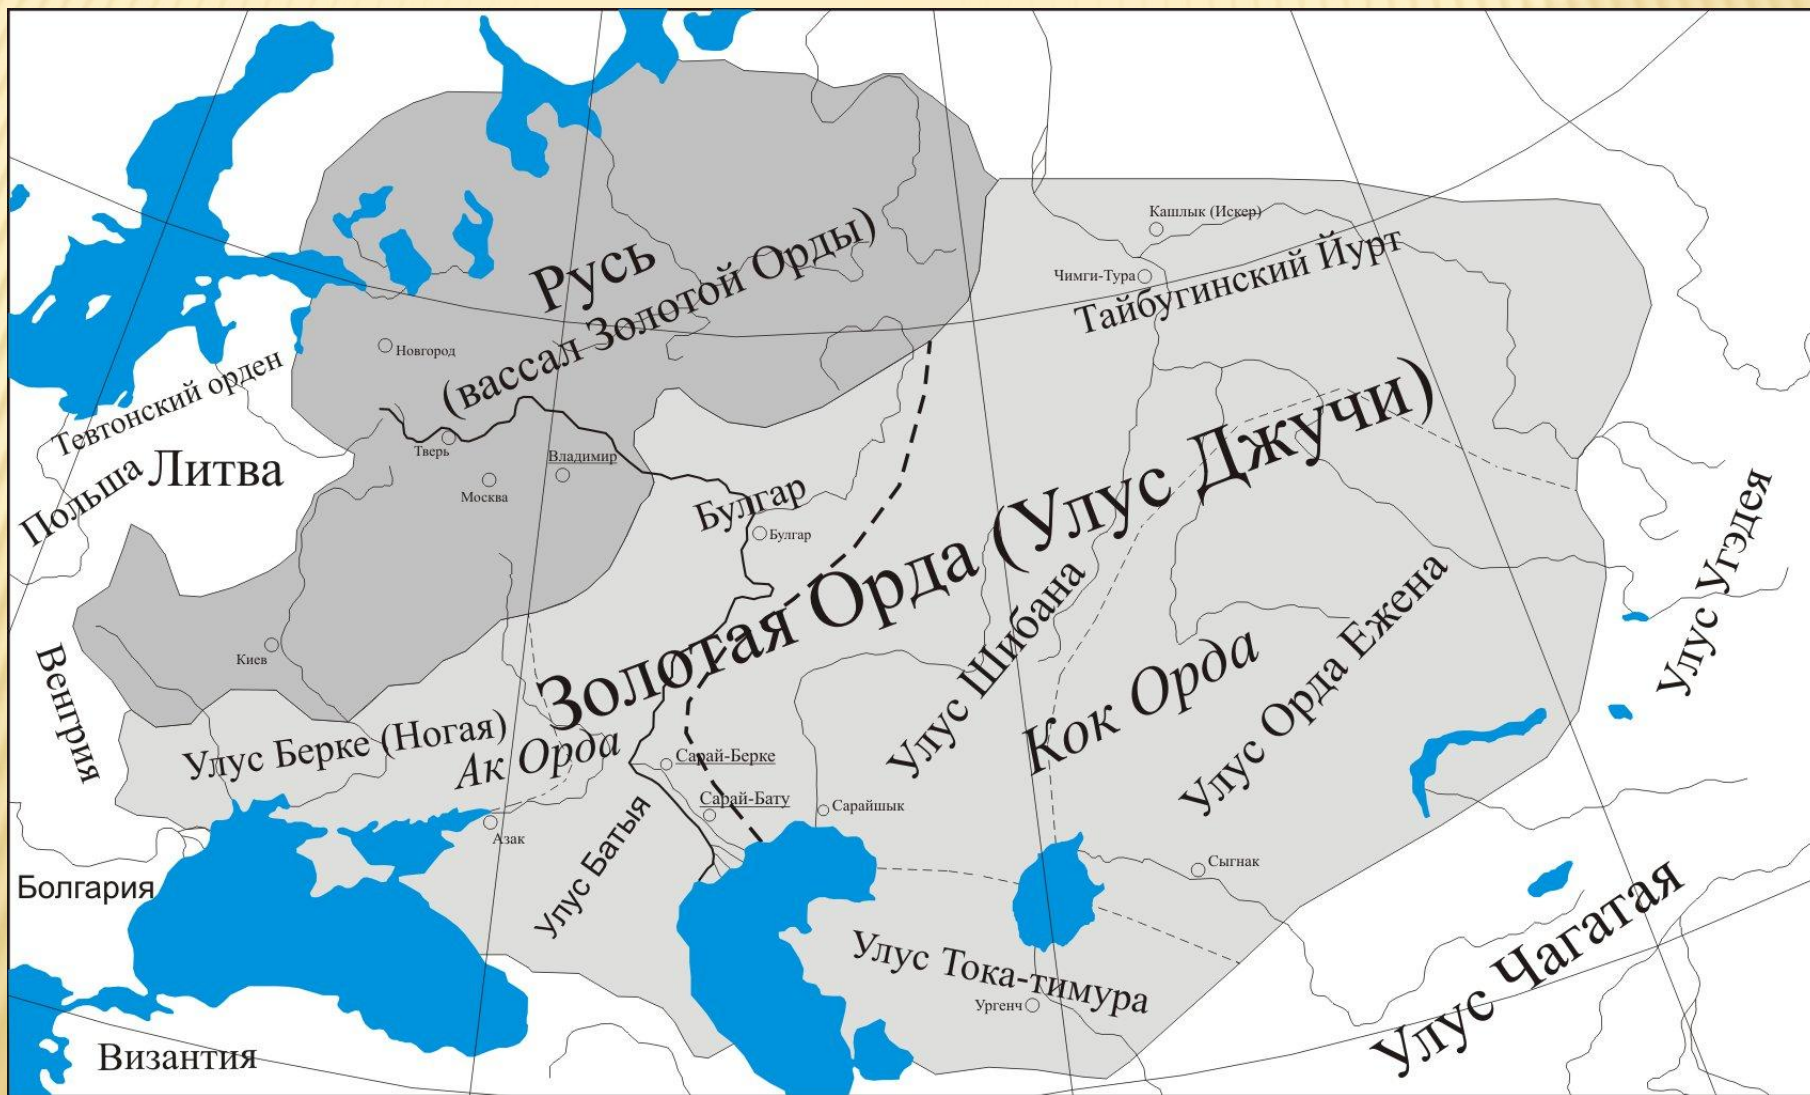 Русь
(вассал Золотой Орды)
Новгород
Тверь
Владимир
Москва
Киев
Тевтонский орден
Польша
Литва
Венгрия
Болгария
Византия
Кашлык (Искер)
Чимги-Тура
Тайбугинский Йурт
Булгар
Булгар
Золотая Орда (Улус Джучи)
Улус Берке (Ногая)
Ак Орда
Сарай-Берке
Сарай-Бату
Сарайшык
Азак
Улус Батыя
Улус Шибана
Кок Орда
Улус Орда Ежена
Сыгнак
Улус Тока-тимура
Ургенч
Улус Угэдея
Улус Чагатая